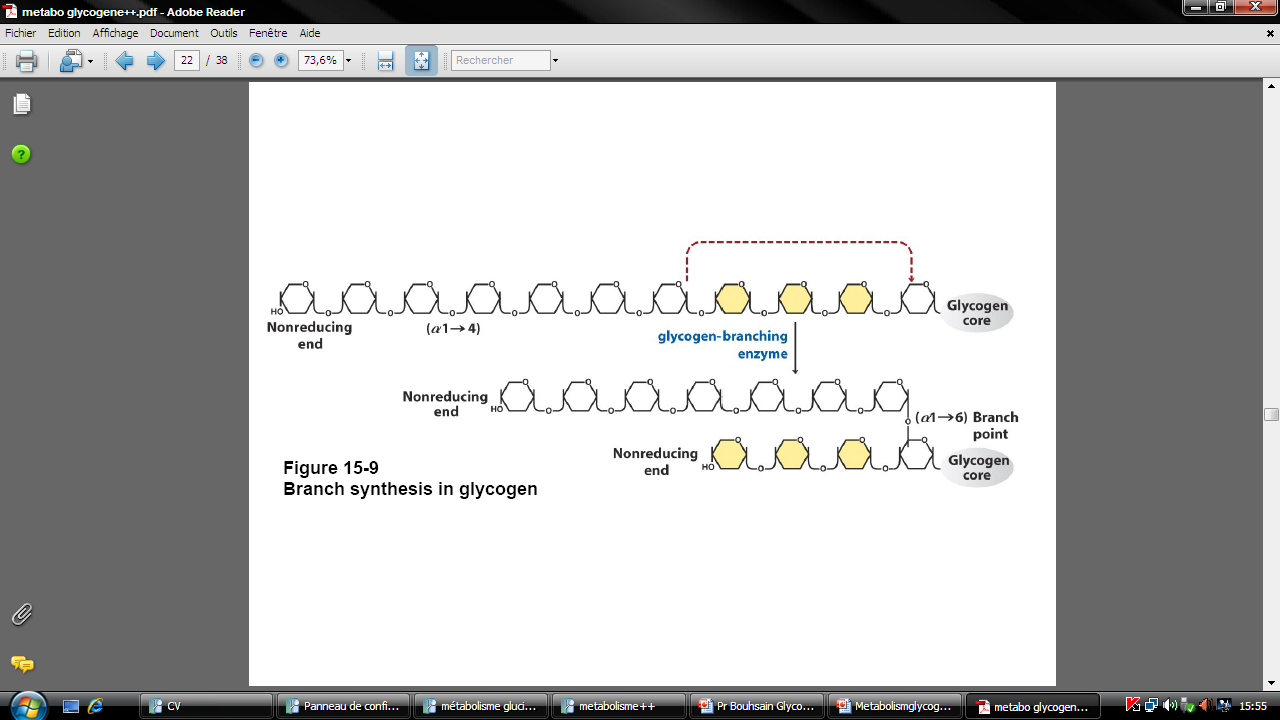 metabo glycogene++.pdf - Adobe Reader
Fichier Edition Affichage Document Outils Fenêtre Aide
22 / 38 73,6% Rechercher
HO
Nonreducing
end
(α1→4)
Glycogen
core
glycogen-branching
enzyme
Nonreducing
end
HO
(α1→6) Branch
point
Nonreducing
end
HO
Glycogen
core
Figure 15-9
Branch synthesis in glycogen
CV
Panneau de confi...
métabolisme gluci...
metabolisme++
Pr Bouhsain Glyco...
Metabolismglycog...
metabo glycogen...
15:55